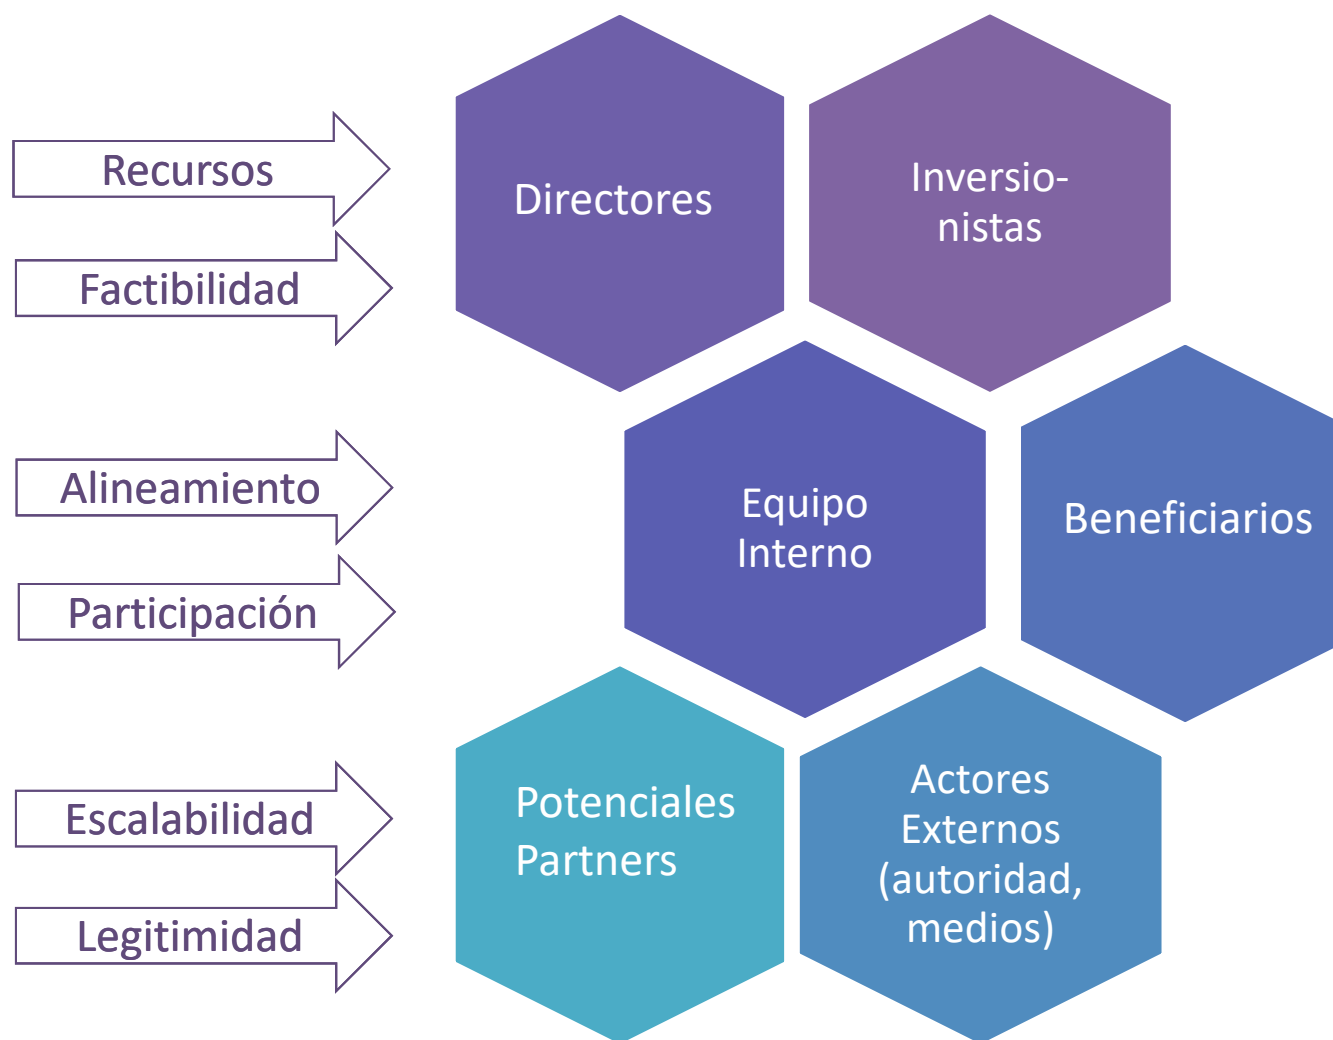 Recursos
Factibilidad
Directores
Inversio-
nistas
Alineamiento
Participación
Equipo
Interno
Beneficiarios
Escalabilidad
Legitimidad
Potenciales
Partners
Actores
Externos
(autoridad,
medios)